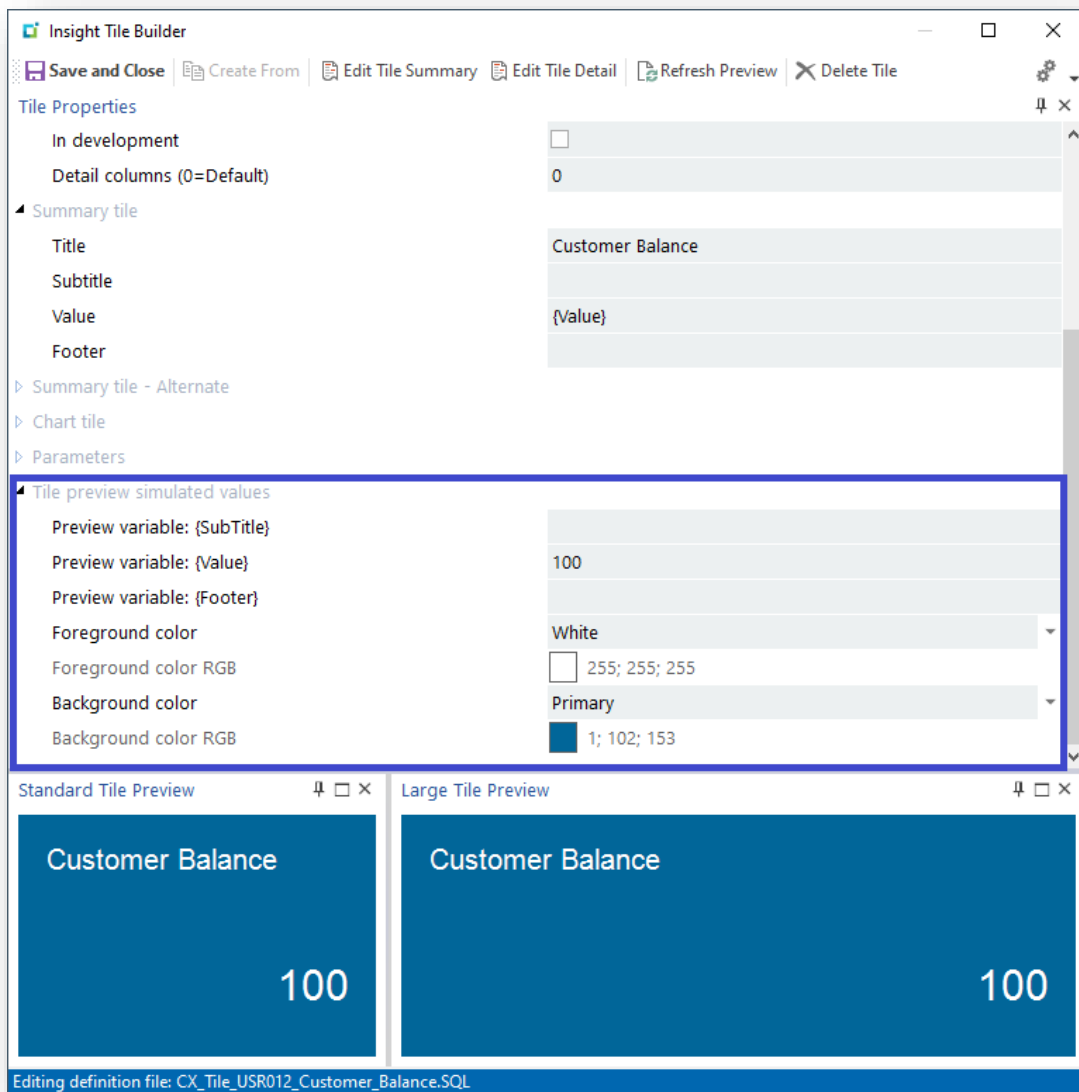 Insight Tile Builder
Save and Close Create From Edit Tile Summary Edit Tile Detail Refresh Preview Delete Tile
Tile Properties
In development
Detail columns (0=Default) 0
Summary tile
Title Customer Balance
Subtitle
Value {Value}
Footer
Summary tile - Alternate
Chart tile
Parameters
Tile preview simulated values
Preview variable: {SubTitle}
Preview variable: {Value} 100
Preview variable: {Footer}
Foreground color White
Foreground color RGB 255; 255; 255
Background color Primary
Background color RGB 1; 102; 153
Standard Tile Preview Large Tile Preview
Customer Balance Customer Balance
100 100
Editing definition file: CX_Tile_USR012_Customer_Balance.SQL